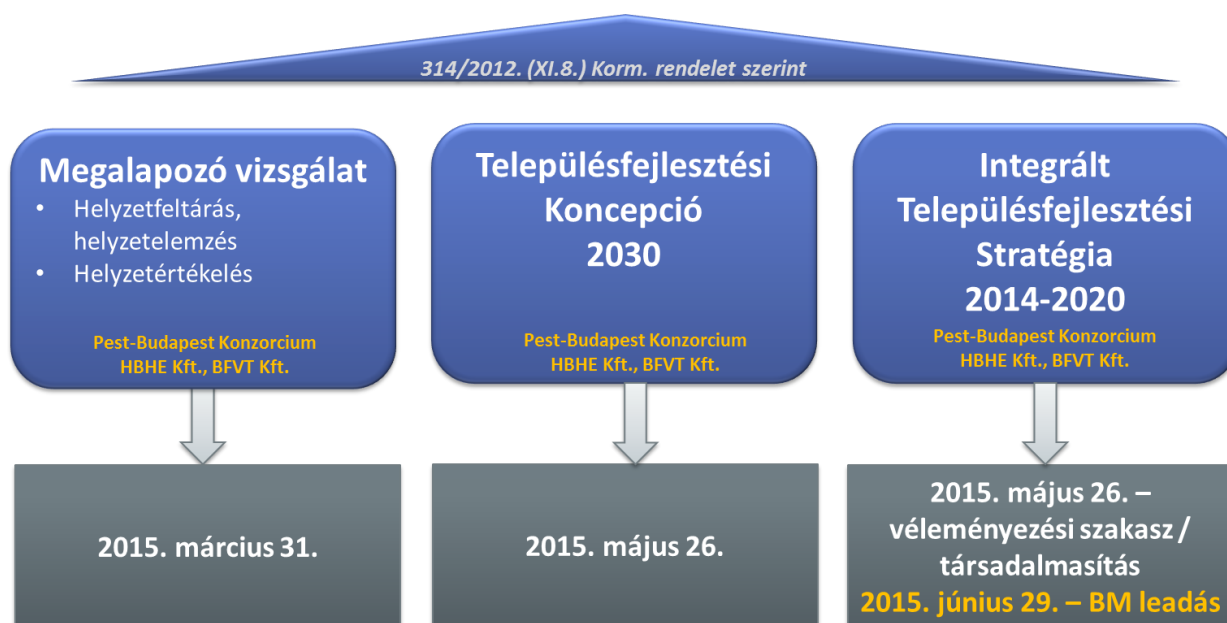 314/2012. (XI.8.) Korm. rendelet szerint
Megalapozó vizsgálat
• Helyzetfeltárás,
helyzetelemzés
• Helyzetértékelés
Pest-Budapest Konzorcium
HBHE Kft., BFVT Kft.
Településfejlesztési
Koncepció
2030
Pest-Budapest Konzorcium
HBHE Kft., BFVT Kft.
Integrált
Településfejlesztési
Stratégia
2014-2020
Pest-Budapest Konzorcium
HBHE Kft., BFVT Kft.
2015. március 31.
2015. május 26.
2015. május 26. –
véleményezési szakasz /
társadalmasítás
2015. június 29. – BM leadás